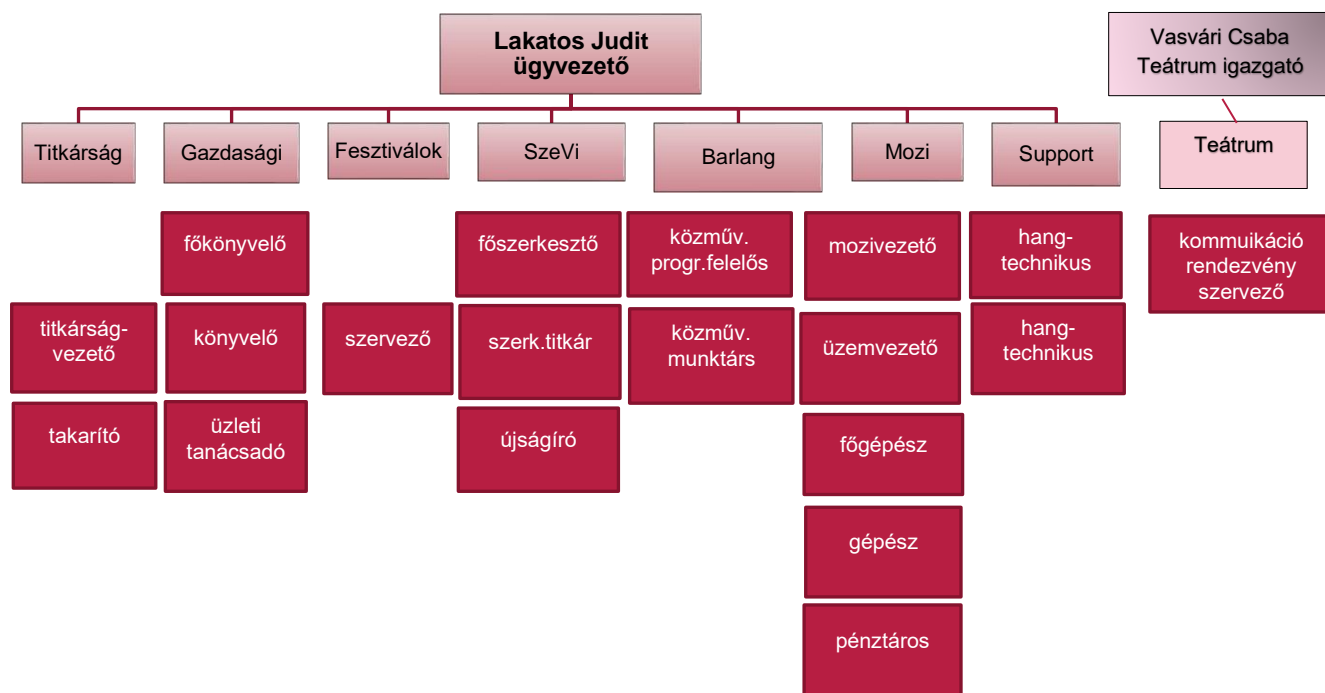 Lakatos Judit
ügyvezető
Vasvári Csaba
Teátrum igazgató
Titkárság
Gazdasági
Fesztiválok
SzeVi
Barlang
Mozi
Support
Teátrum
főkönyvelő
főszerkesztő
közműv.
progr.felelős
mozivezető
hang-
technikus
kommuikáció
rendezvény
szervező
titkárság-
vezető
könyvelő
szervező
szerk.titkár
közműv.
munktárs
üzemvezető
hang-
technikus
takarító
üzleti
tanácsadó
újságíró
főgépész
gépész
pénztáros